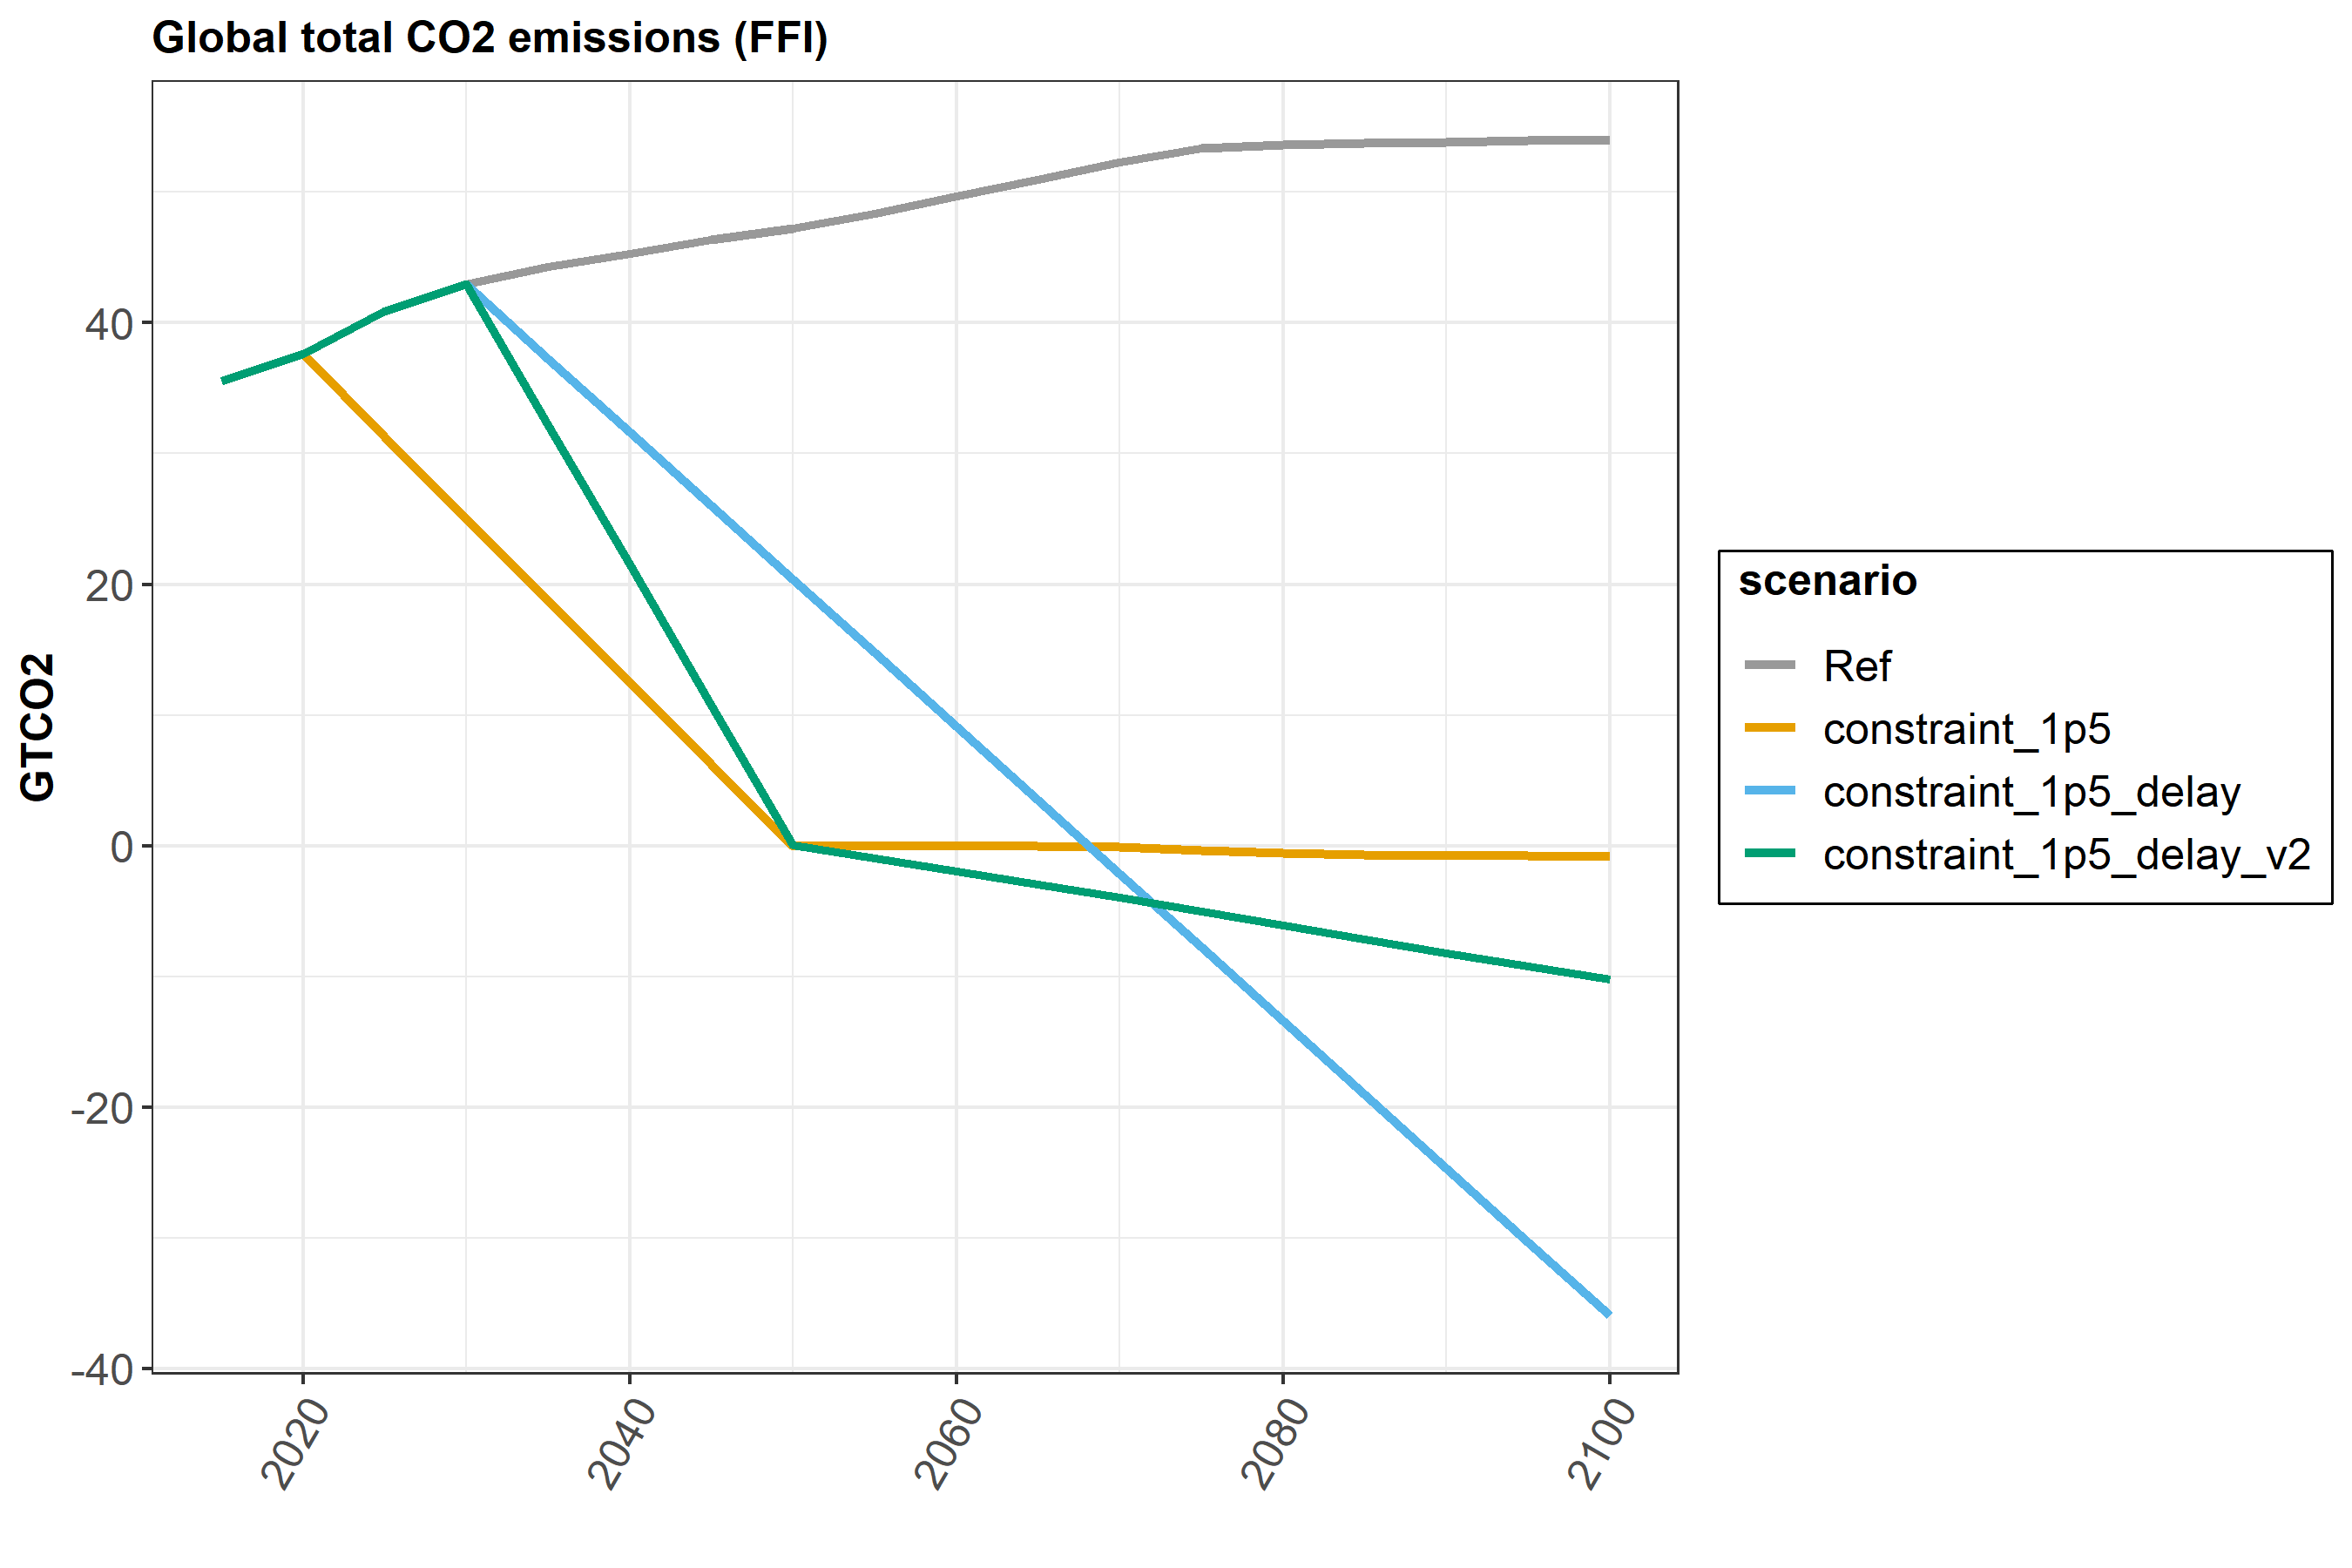 Global total CO2 emissions (FFI)
GTCO2
40
20
0
-20
-40
2020
2040
2060
2080
2100
scenario
Ref
constraint_1p5
constraint_1p5_delay
constraint_1p5_delay_v2